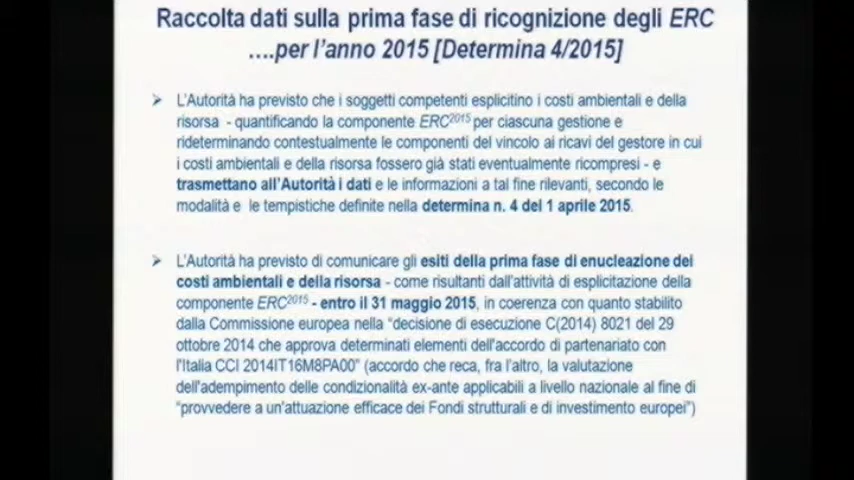 Raccolta dati sulla prima fase di ricognizione degli ERC
….per l'anno 2015 [Determina 4/2015]
➢ L'Autorità ha previsto che i soggetti competenti esplicitino i costi ambientali e della
risorsa - quantificando la componente ERC2015 per ciascuna gestione e
rideterminando contestualmente le componenti del vincolo ai ricavi del gestore in cui
i costi ambientali e della risorsa fossero già stati eventualmente ricompresi - e
trasmettano all'Autorità i dati e le informazioni a tal fine rilevanti, secondo le
modalità e le tempistiche definite nella determina n. 4 del 1 aprile 2015.
➢ L'Autorità ha previsto di comunicare gli esiti della prima fase di enucleazione dei
costi ambientali e della risorsa - come risultanti dall'attività di esplicitazione della
componente ERC2015 - entro il 31 maggio 2015, in coerenza con quanto stabilito
dalla Commissione europea nella "decisione di esecuzione C(2014) 8021 del 29
ottobre 2014 che approva determinati elementi dell'accordo di partenariato con
l'Italia CCI 2014IT16M8PA00" (accordo che reca, fra l'altro, la valutazione
dell'adempimento delle condizionalità ex-ante applicabili a livello nazionale al fine di
"provvedere a un'attuazione efficace dei Fondi strutturali e di investimento europei")